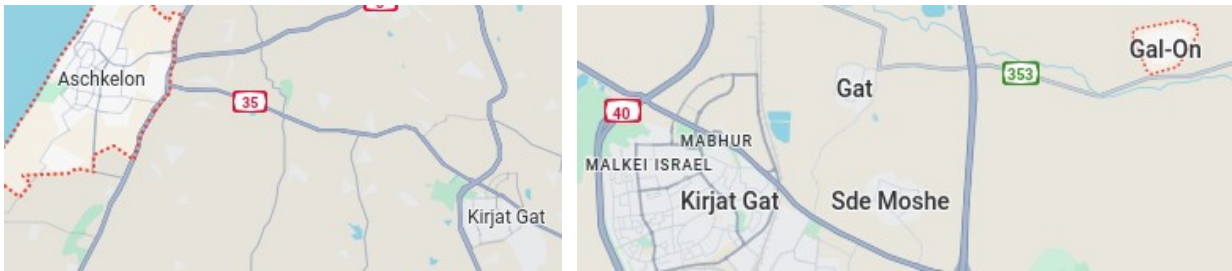 Aschkelon
35
Kirjat Gat
Gal-On
353
Gat
40
MABHUR
MALKEI ISRAEL
Kirjat Gat
Sde Moshe